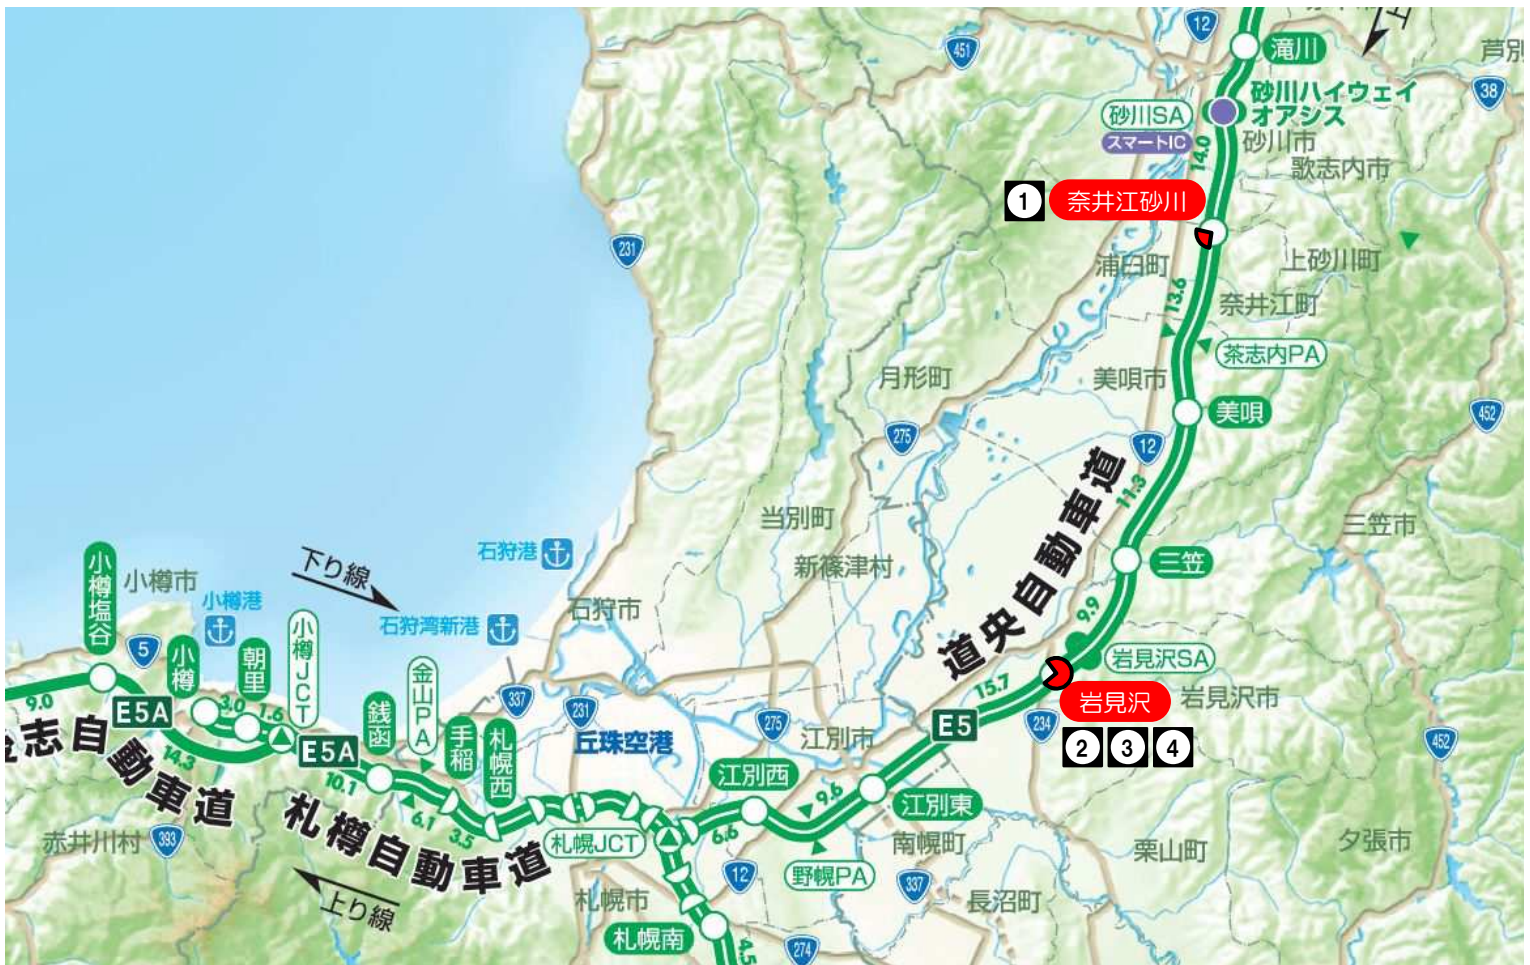 12
451
滝川
芦別
38
砂川ハイウェイ
オアシス
砂川SA
スマートIC
14.0
砂川市
歌志内市
1
奈井江砂川
231
浦臼町
上砂川町
13.6
奈井江町
茶志内PA
月形町
美唄市
美唄
452
275
12
道央自動車道
11.3
当別町
三笠市
新篠津村
三笠
石狩港
下り線
小樽塩谷
小樽市
小樽港
石狩湾新港
石狩市
9.9
岩見沢SA
5
小樽
朝里
小樽JCT
金山PA
15.7
岩見沢
岩見沢市
2
3
4
234
452
9.0
E5A
3.0
1.6
銭函
手稲
札幌西
337
231
275
江別市
E5
丘珠空港
志自動車道
14.3
E5A
10.1
6.1
3.5
札樽自動車道
江別西
9.6
江別東
6.6
札幌JCT
赤井川村
393
上り線
12
野幌PA
南幌町
337
栗山町
夕張市
長沼町
札幌市
札幌南
4.5
274